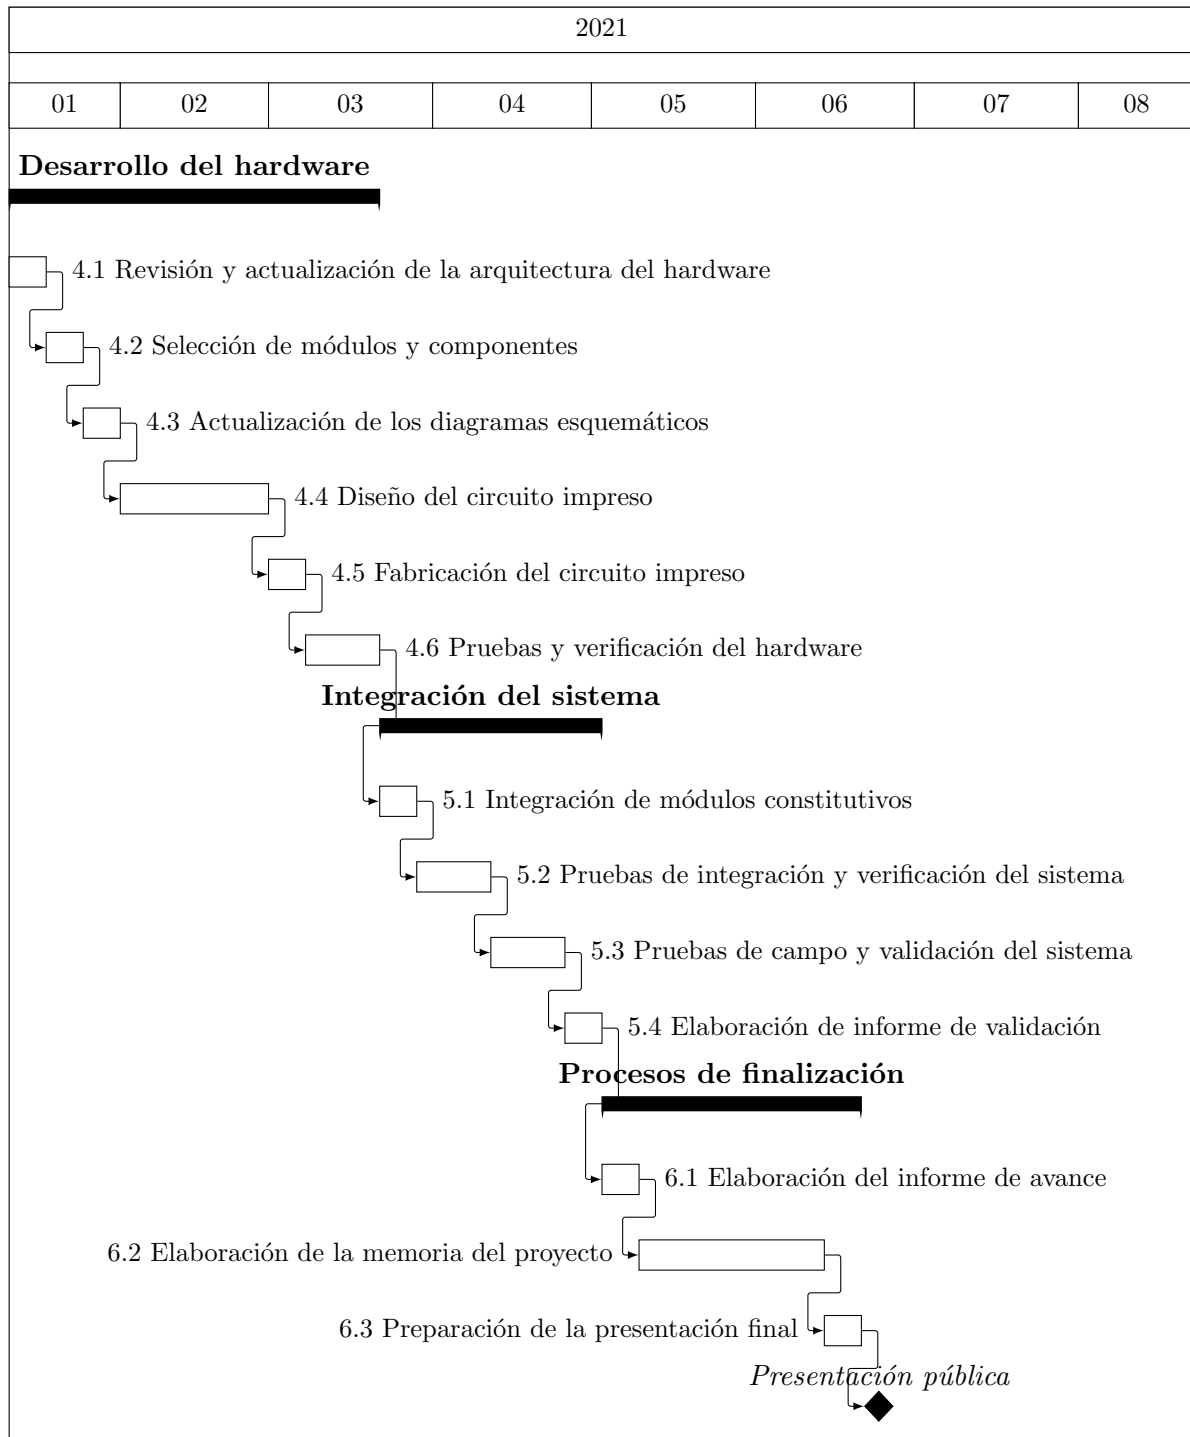 2021
01 02 03 04 05 06 07 08
Desarrollo del hardware
4.1 Revisión y actualización de la arquitectura del hardware
4.2 Selección de módulos y componentes
4.3 Actualización de los diagramas esquemáticos
4.4 Diseño del circuito impreso
4.5 Fabricación del circuito impreso
4.6 Pruebas y verificación del hardware
Integración del sistema
5.1 Integración de módulos constitutivos
5.2 Pruebas de integración y verificación del sistema
5.3 Pruebas de campo y validación del sistema
5.4 Elaboración de informe de validación
Procesos de finalización
6.1 Elaboración del informe de avance
6.2 Elaboración de la memoria del proyecto
6.3 Preparación de la presentación final
Presentación pública